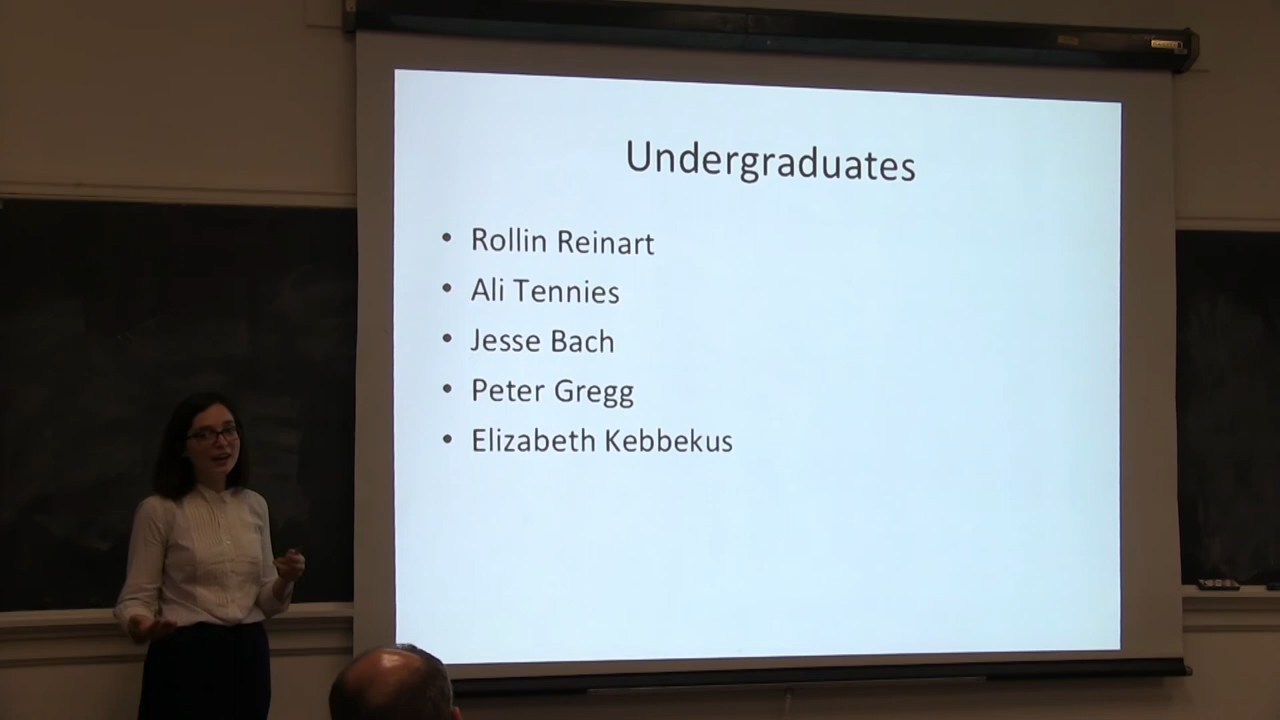 Undergraduates
• Rollin Reinart
• Ali Tennies
• Jesse Bach
• Peter Gregg
• Elizabeth Kebbekus